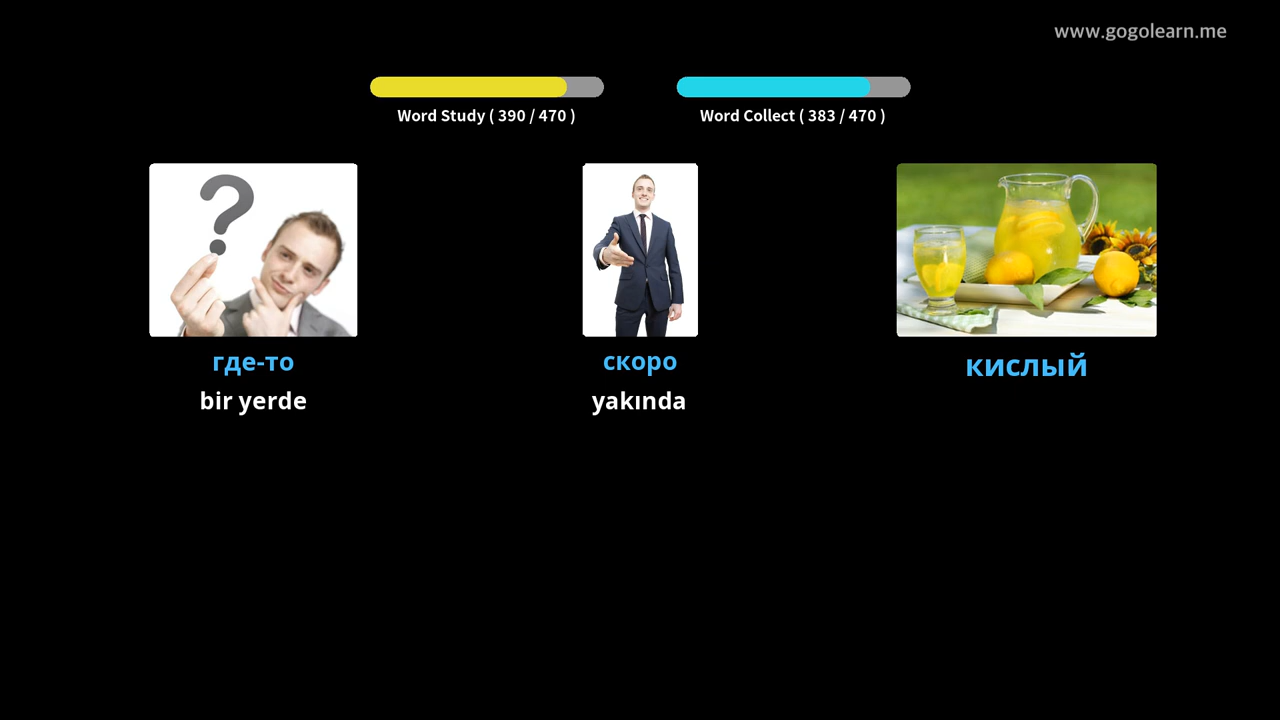 www.gogolearn.me
Word Study ( 390 / 470 )
Word Collect ( 383 / 470 )
где-то
скоро
кислый
bir yerde
yakında